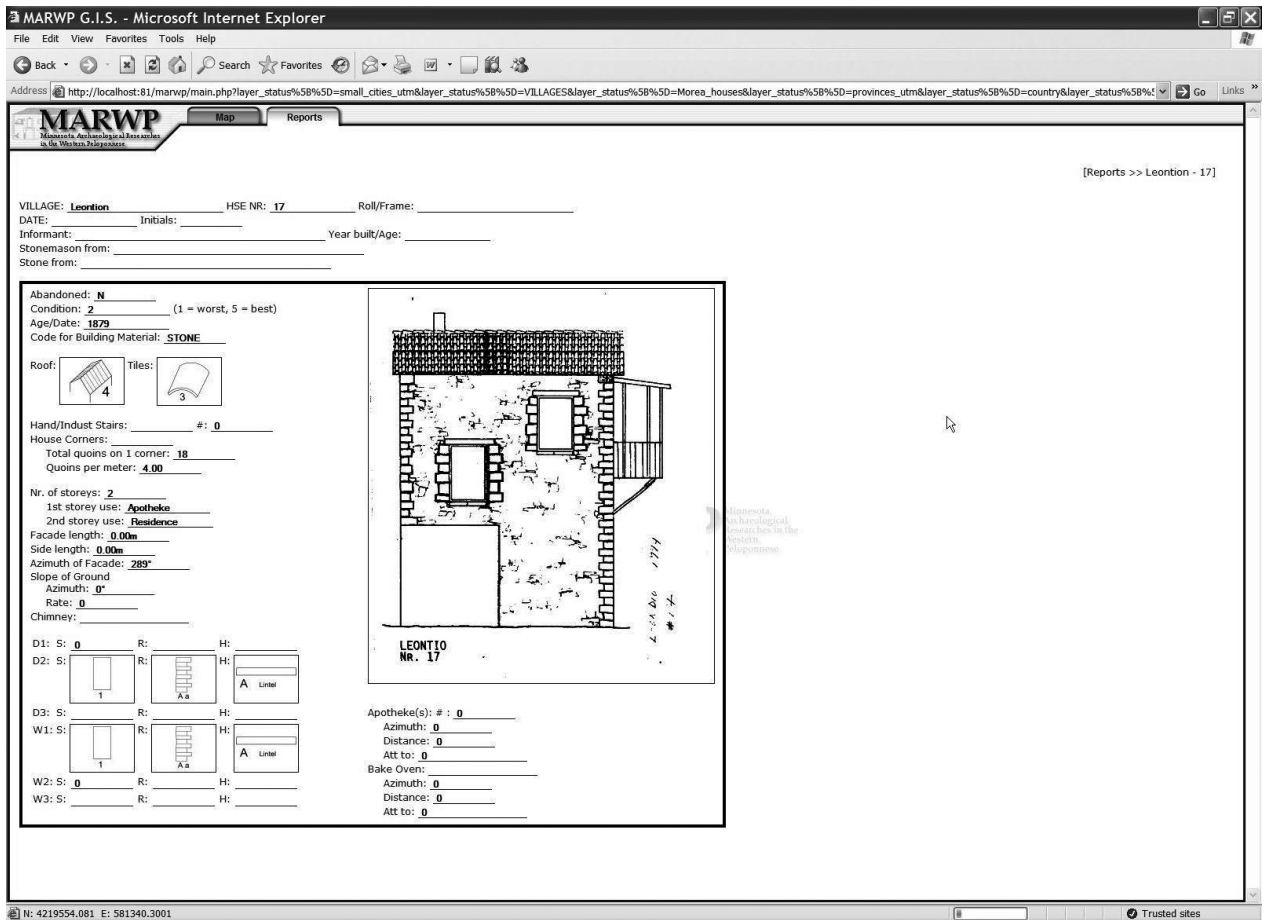 MARWP G.I.S. - Microsoft Internet Explorer
File Edit View Favorites Tools Help
Back Search Favorites
Address http://localhost:81/marwp/main.php?layer_status%5B%5D=small_cities_utm&layer_status%5B%5D=VILLAGES&layer_status%5B%5D=Morea_houses&layer_status%5B%5D=provinces_utm&layer_status%5B%5D=country&layer_status%5B% Go Links »
MARWP Map Reports
Minnesota Archaeological Researches
in the Western Peloponnese
[Reports >> Leontion - 17]
VILLAGE: Leontion HSE NR: 17 Roll/Frame:
DATE: Initials:
Informant: Year built/Age:
Stonemason from:
Stone from:
Abandoned: N
Condition: 2 (1 = worst, 5 = best)
Age/Date: 1879
Code for Building Material: STONE
Roof: 4 Tiles: 3
Hand/Indust Stairs: #: 0
House Corners:
Total quoins on 1 corner: 18
Quoins per meter: 4.00
Nr. of storeys: 2
1st storey use: Apotheke
2nd storey use: Residence
Facade length: 0.00m
Side length: 0.00m
Azimuth of Facade: 289°
Slope of Ground
Azimuth: 0°
Rate: 0
Chimney:
D1: S: 0 R: H:
D2: S: 1 R: A a H: A Lintel
D3: S: R: H:
W1: S: 1 R: A a H: A Lintel
W2: S: 0 R: H:
W3: S: R: H:
LEONTIO
NR. 17
# 17
Minnesota
Archaeological
Researches in the
Western
Peloponnese
Apotheke(s): # : 0
Azimuth: 0
Distance: 0
Att to: 0
Bake Oven:
Azimuth: 0
Distance: 0
Att to: 0
N: 4219554.081 E: 581340.3001 Trusted sites